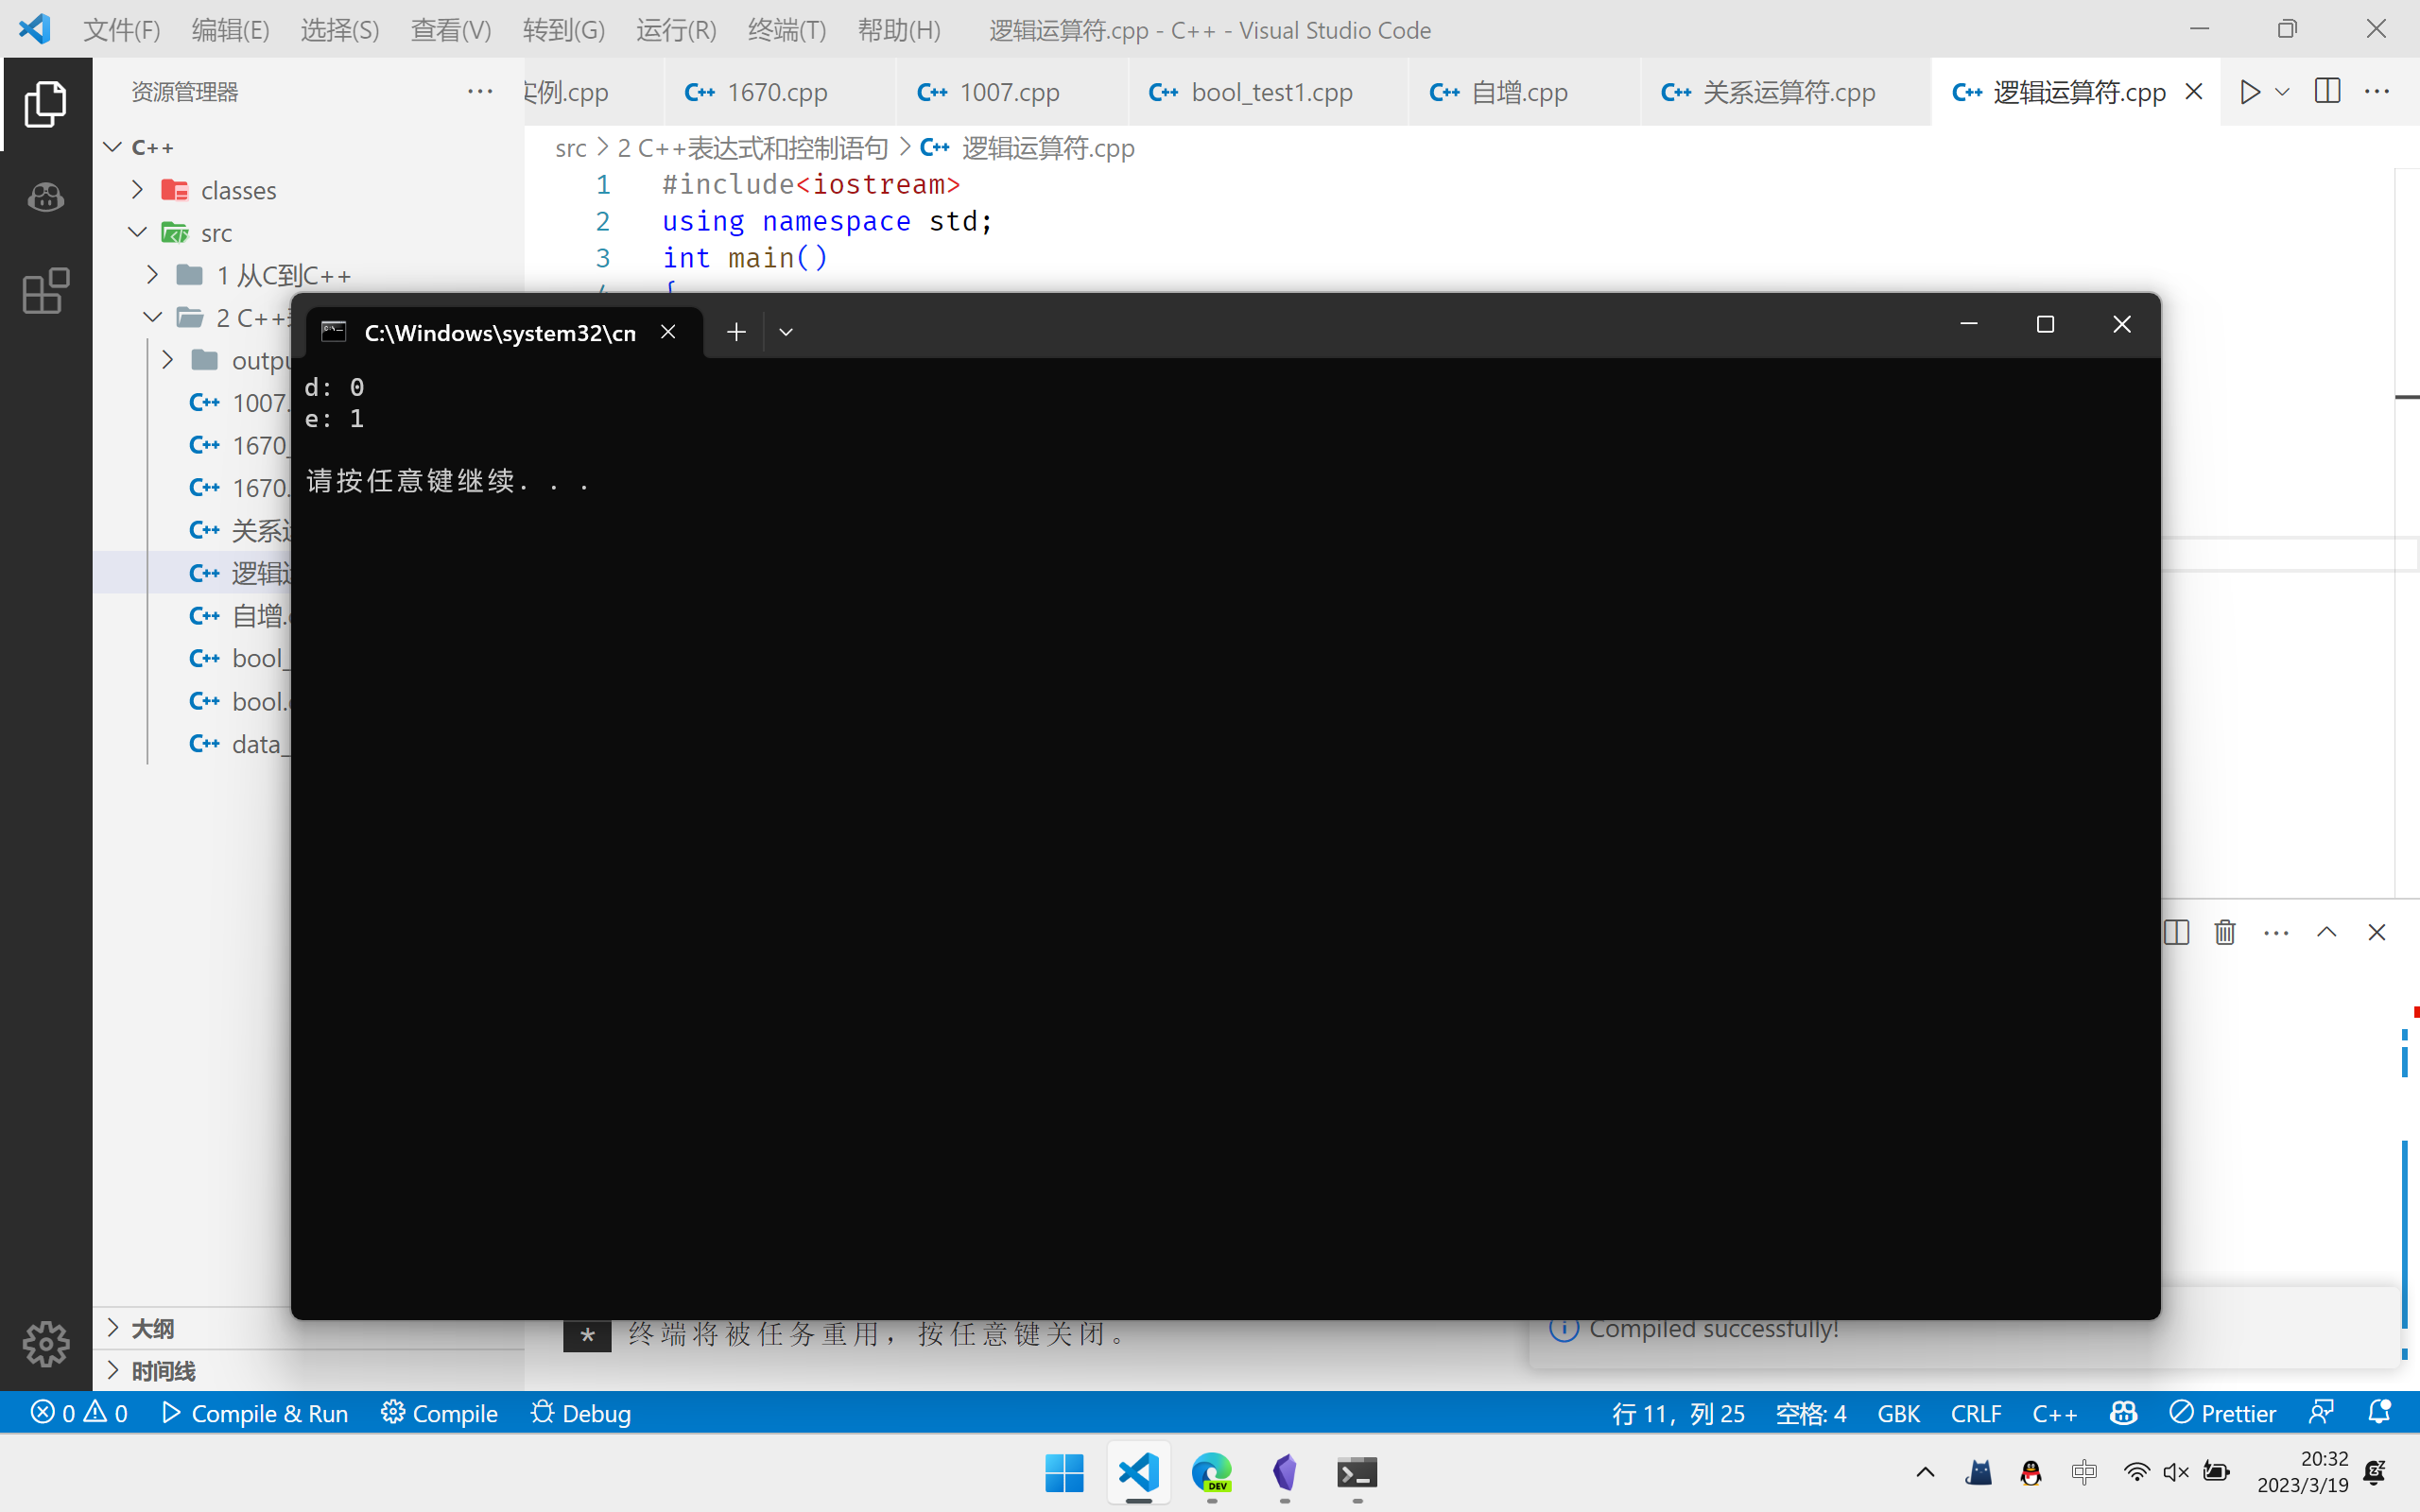 文件(F) 编辑(E) 选择(S) 查看(V) 转到(G) 运行(R) 终端(T) 帮助(H) 逻辑运算符.cpp - C++ - Visual Studio Code
资源管理器
实例.cpp 1670.cpp 1007.cpp bool_test1.cpp 自增.cpp 关系运算符.cpp 逻辑运算符.cpp
C++
src > 2 C++表达式和控制语句 > 逻辑运算符.cpp
classes
src
1 从C到C++
2 C++
outpu
1007.
1670_
1670.
关系运
逻辑运
自增.
bool_
bool.
data_
1 #include<iostream>
2 using namespace std;
3 int main()
4 {
C:\Windows\system32\cn
d: 0
e: 1
请按任意键继续. . .
大纲
时间线
* 终端将被任务重用，按任意键关闭。
Compiled successfully!
0 0 Compile & Run Compile Debug
行 11，列 25 空格: 4 GBK CRLF C++ Prettier
DEV
中
20:32
2023/3/19